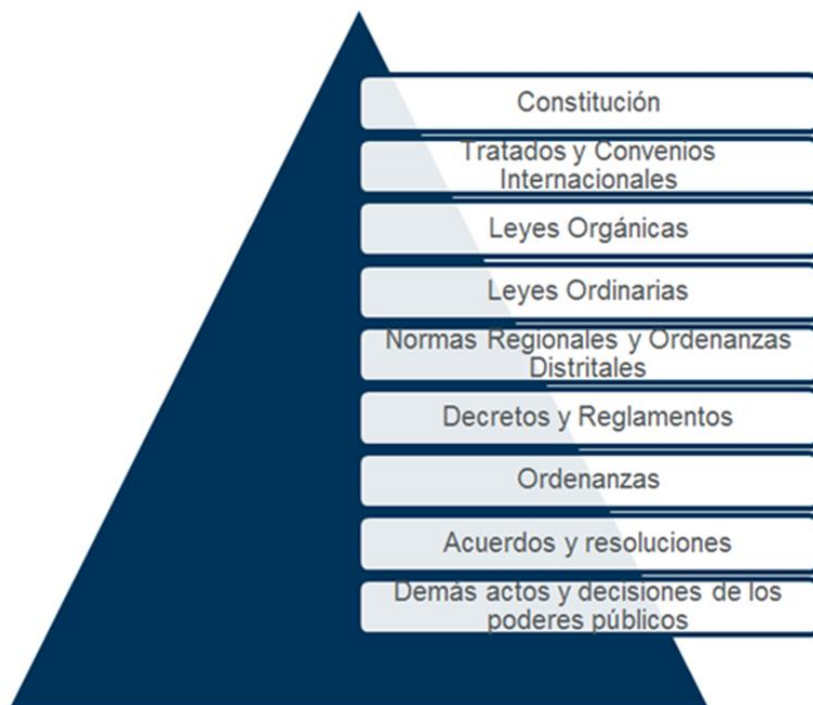 Constitución
Tratados y Convenios
Internacionales
Leyes Orgánicas
Leyes Ordinarias
Normas Regionales y Ordenanzas
Distritales
Decretos y Reglamentos
Ordenanzas
Acuerdos y resoluciones
Demás actos y decisiones de los
poderes públicos